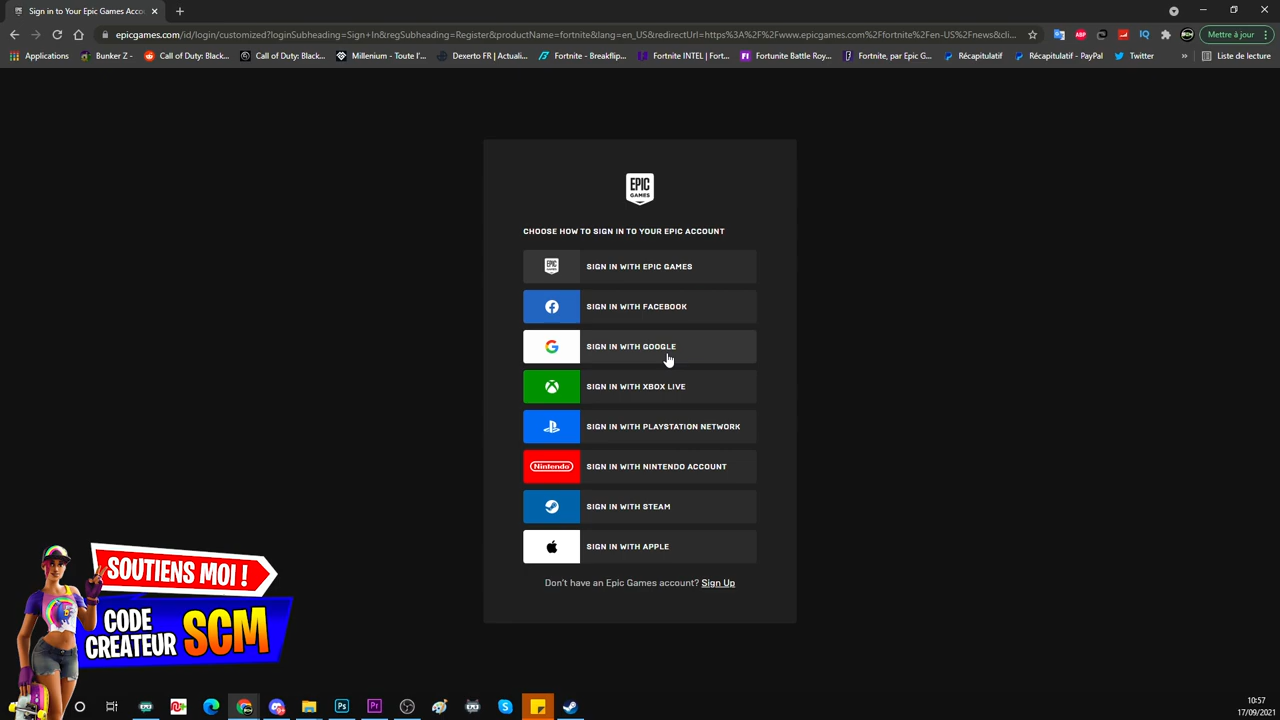 Sign in to Your Epic Games Acco
epicgames.com/id/login/customized?loginSubheading=Sign+In&regSubheading=Register&productName=fortnite&lang=en_US&redirectUrl=https%3A%2F%2Fwww.epicgames.com%2Ffortnite%2Fen-US%2Fnews&cli...
ABP
IQ
Mettre à jour
Applications
Bunker Z -
Call of Duty: Black...
Call of Duty: Black...
Millenium - Toute l'...
Dexerto FR | Actuali...
Fortnite - Breakflip...
Fortnite INTEL | Fort...
Fortunite Battle Roy...
Fortnite, par Epic G...
Récapitulatif
Récapitulatif - PayPal
Twitter
»
Liste de lecture
EPIC
GAMES
CHOOSE HOW TO SIGN IN TO YOUR EPIC ACCOUNT
SIGN IN WITH EPIC GAMES
SIGN IN WITH FACEBOOK
SIGN IN WITH GOOGLE
SIGN IN WITH XBOX LIVE
SIGN IN WITH PLAYSTATION NETWORK
Nintendo
SIGN IN WITH NINTENDO ACCOUNT
SIGN IN WITH STEAM
SIGN IN WITH APPLE
Don't have an Epic Games account? Sign Up
SOUTIENS MOI !
CODE
CREATEUR SCM
Ps
Pr
10:57
17/09/2021